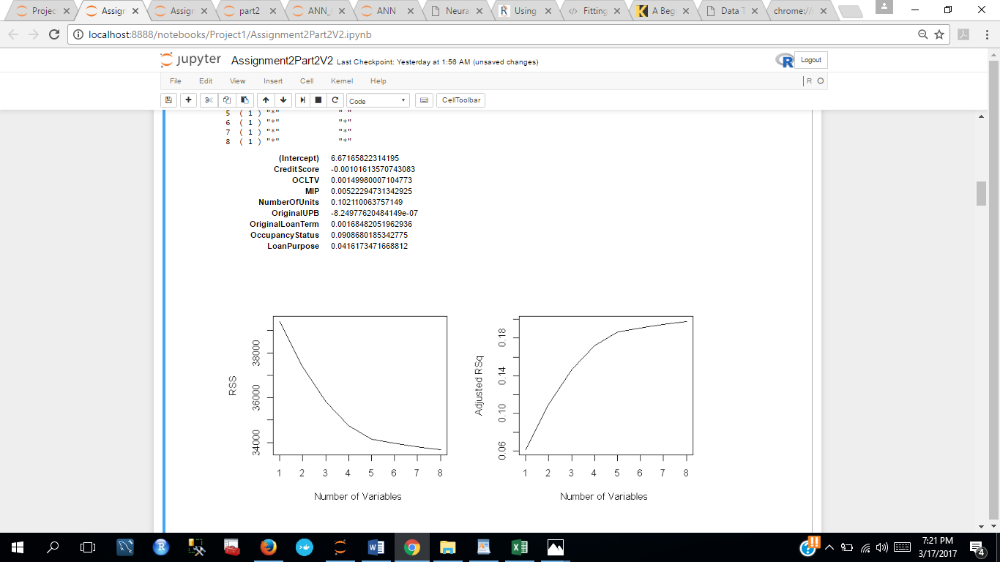 Projec
Assign
Assign
part2
ANN_
ANN
Neura
Using
Fitting
A Beg
Data T
chrome://
localhost:8888/notebooks/Project1/Assignment2Part2V2.ipynb
jupyter Assignment2Part2V2 Last Checkpoint: Yesterday at 1:56 AM (unsaved changes)
R Logout
File Edit View Insert Cell Kernel Help R
Code CellToolbar
5 ( 1 ) "*" " "
6 ( 1 ) "*" "*"
7 ( 1 ) "*" "*"
8 ( 1 ) "*" "*"
(Intercept) 6.67165822314195
CreditScore -0.00101613570743083
OCLTV 0.00149980007104773
MIP 0.00522294731342925
NumberOfUnits 0.102110063757149
OriginalUPB -8.24977620484149e-07
OriginalLoanTerm 0.00168482051962936
OccupancyStatus 0.0908680185342775
LoanPurpose 0.0416173471668812
RSS
38000
36000
34000
1 2 3 4 5 6 7 8
Number of Variables
Adjusted RSq
0.18
0.14
0.10
0.06
1 2 3 4 5 6 7 8
Number of Variables
7:21 PM
3/17/2017
4